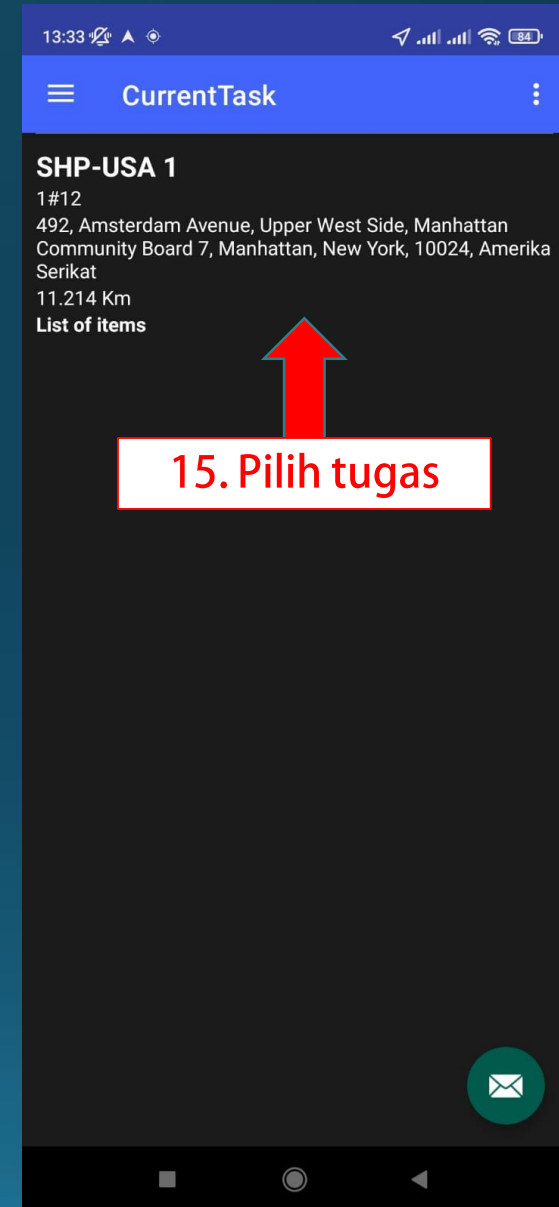 13:33
84
CurrentTask
SHP-USA 1
1#12
492, Amsterdam Avenue, Upper West Side, Manhattan
Community Board 7, Manhattan, New York, 10024, Amerika
Serikat
11.214 Km
List of items
15. Pilih tugas